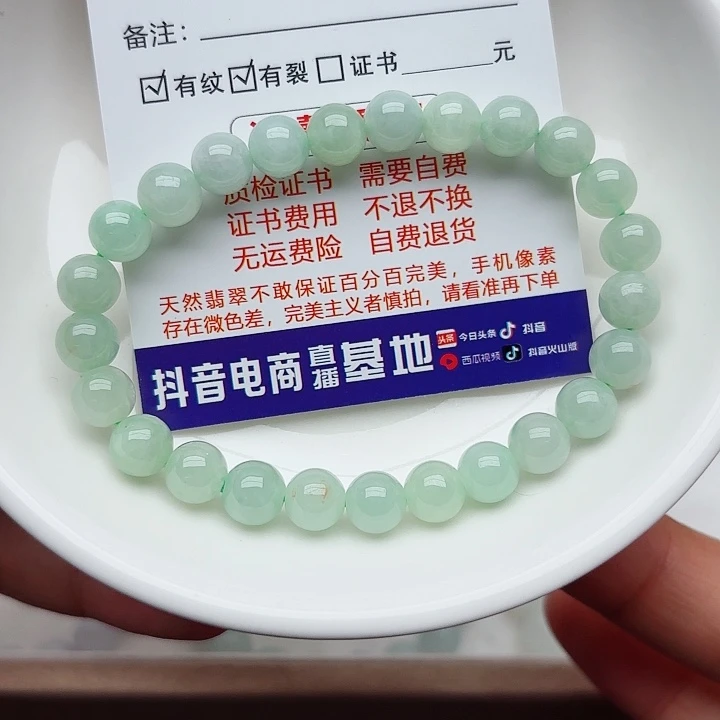 备注：
☑有纹☑有裂☐证书 元
质检证书 需要自费
证书费用 不退不换
无运费险 自费退货
天然翡翠不敢保证百分百完美，手机像素
存在微色差，完美主义者慎拍，请看准再下单
抖音电商直播基地
头条 今日头条 抖音
西瓜视频 抖音火山版